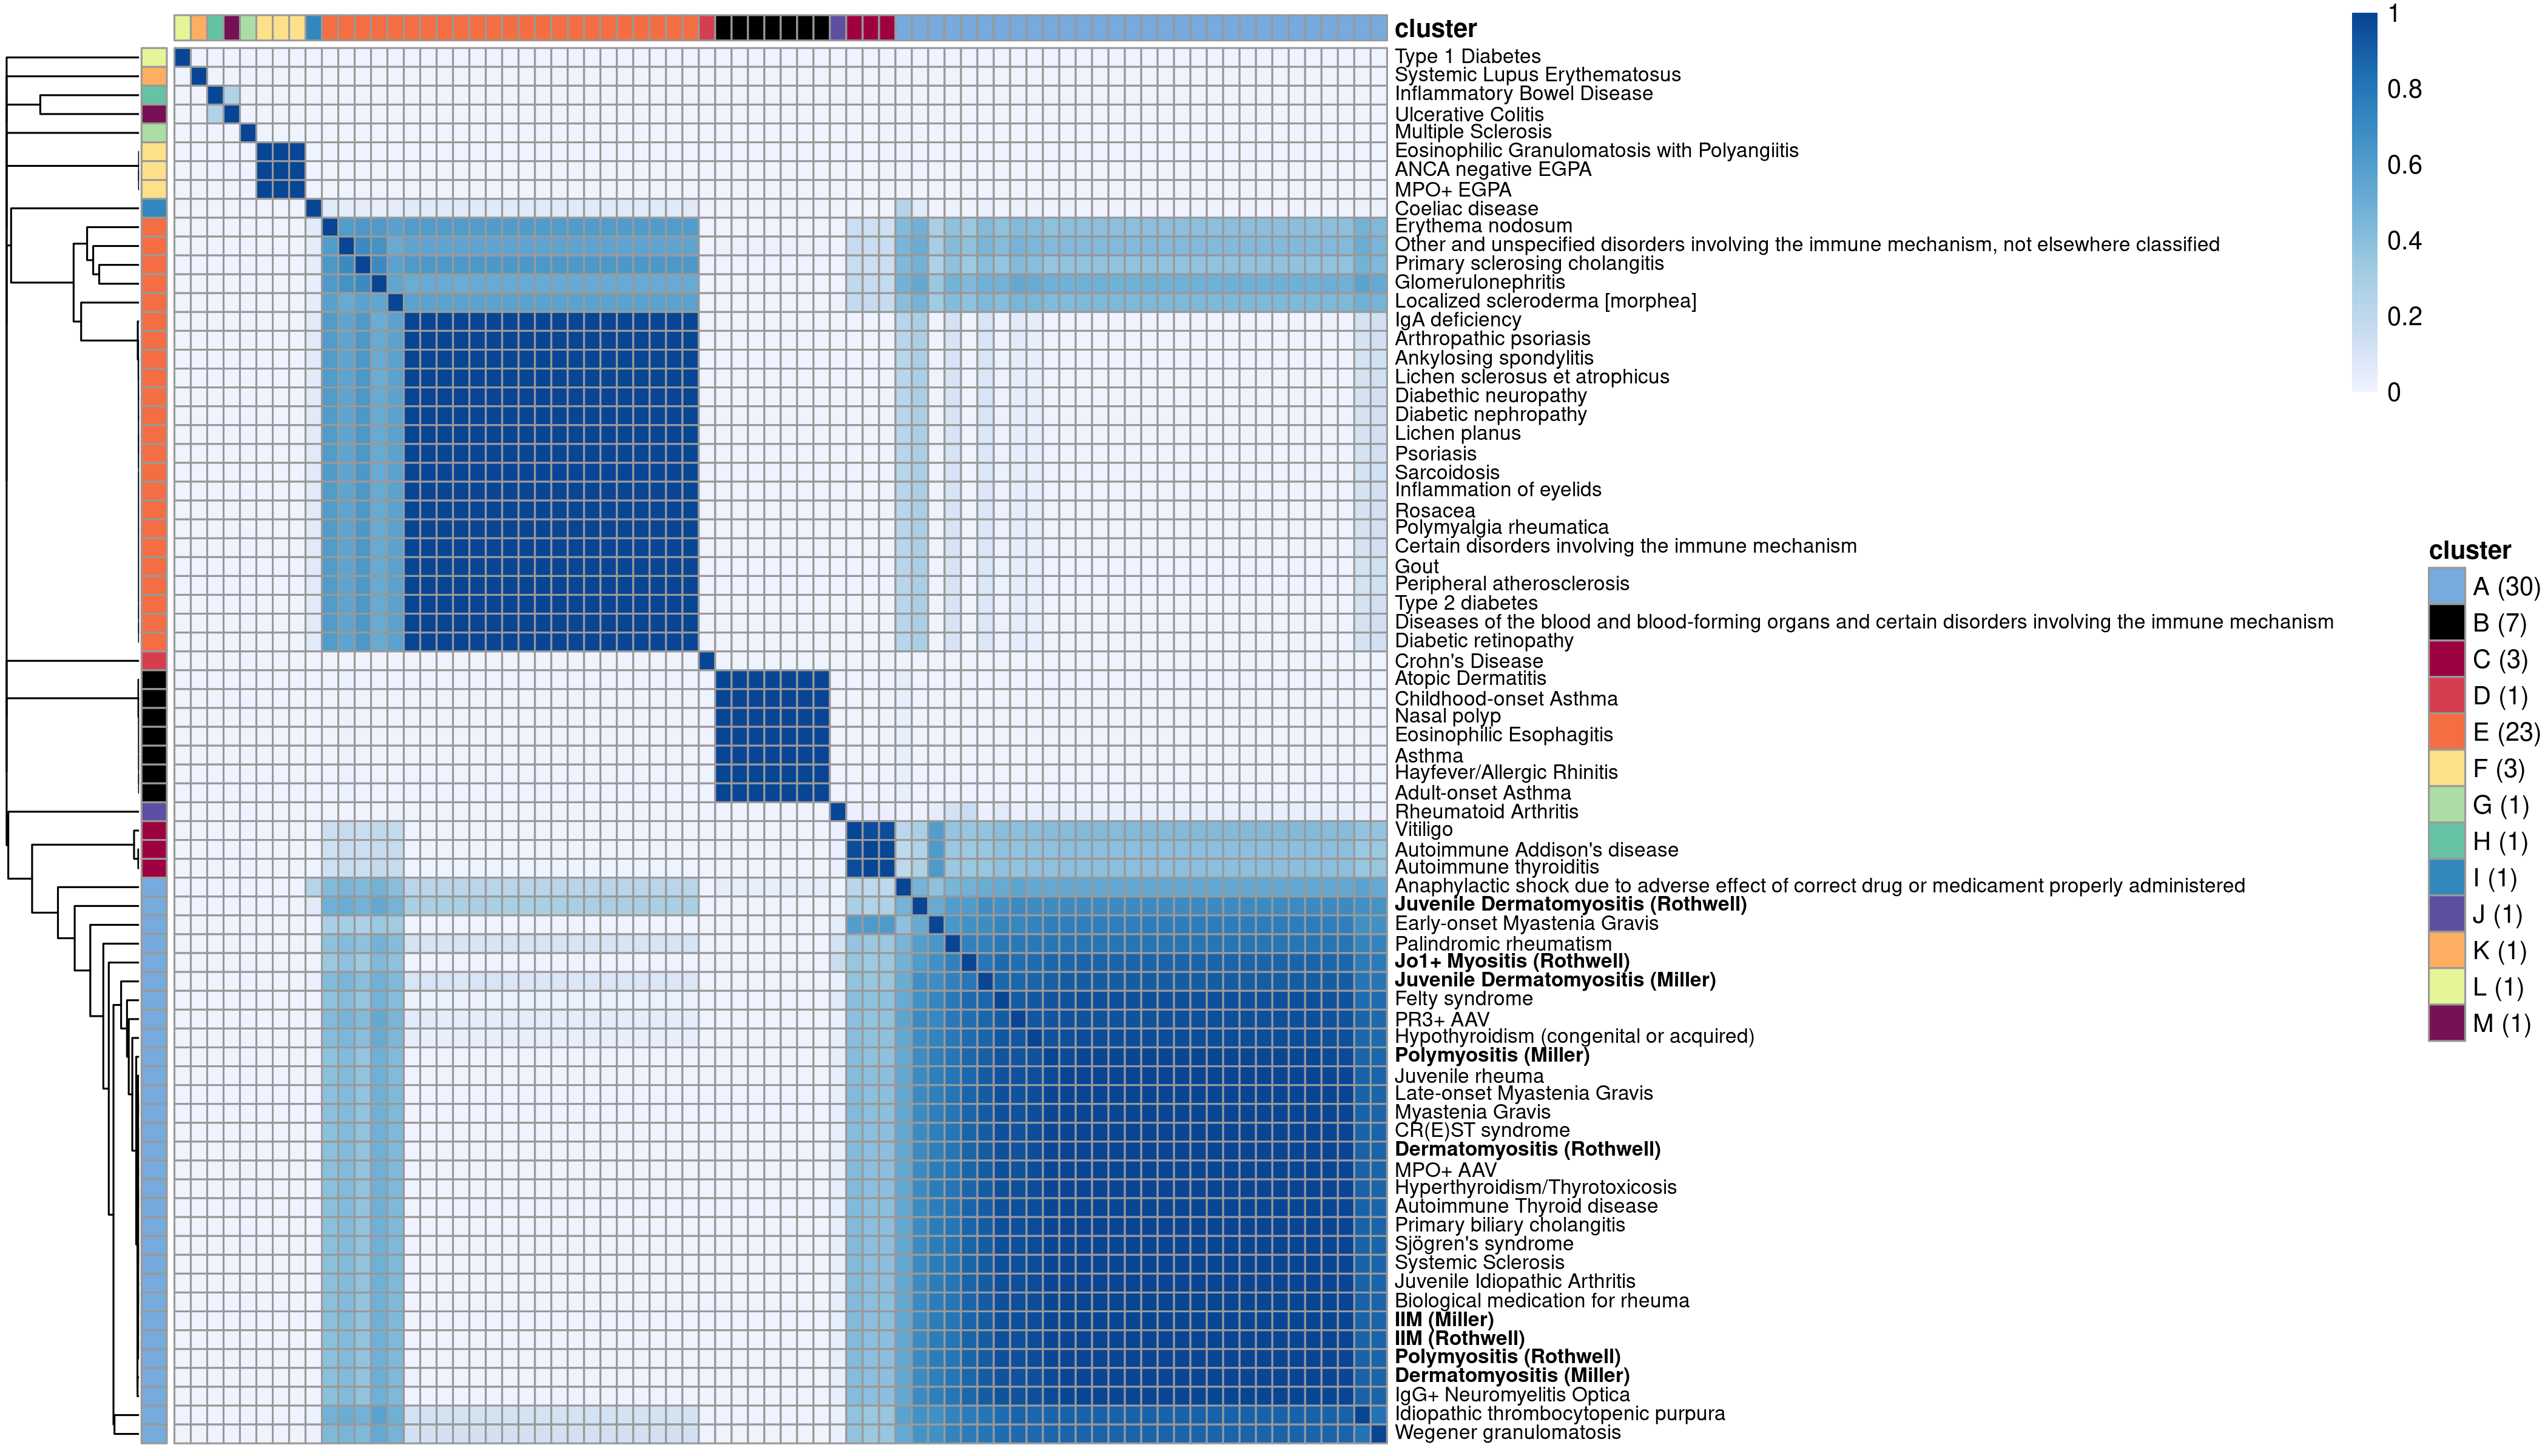 cluster
Type 1 Diabetes
Systemic Lupus Erythematosus
Inflammatory Bowel Disease
Ulcerative Colitis
Multiple Sclerosis
Eosinophilic Granulomatosis with Polyangiitis
ANCA negative EGPA
MPO+ EGPA
Coeliac disease
Erythema nodosum
Other and unspecified disorders involving the immune mechanism, not elsewhere classified
Primary sclerosing cholangitis
Glomerulonephritis
Localized scleroderma [morphea]
IgA deficiency
Arthropathic psoriasis
Ankylosing spondylitis
Lichen sclerosus et atrophicus
Diabethic neuropathy
Diabetic nephropathy
Lichen planus
Psoriasis
Sarcoidosis
Inflammation of eyelids
Rosacea
Polymyalgia rheumatica
Certain disorders involving the immune mechanism
Gout
Peripheral atherosclerosis
Type 2 diabetes
Diseases of the blood and blood-forming organs and certain disorders involving the immune mechanism
Diabetic retinopathy
Crohn's Disease
Atopic Dermatitis
Childhood-onset Asthma
Nasal polyp
Eosinophilic Esophagitis
Asthma
Hayfever/Allergic Rhinitis
Adult-onset Asthma
Rheumatoid Arthritis
Vitiligo
Autoimmune Addison's disease
Autoimmune thyroiditis
Anaphylactic shock due to adverse effect of correct drug or medicament properly administered
Juvenile Dermatomyositis (Rothwell)
Early-onset Myastenia Gravis
Palindromic rheumatism
Jo1+ Myositis (Rothwell)
Juvenile Dermatomyositis (Miller)
Felty syndrome
PR3+ AAV
Hypothyroidism (congenital or acquired)
Polymyositis (Miller)
Juvenile rheuma
Late-onset Myastenia Gravis
Myastenia Gravis
CR(E)ST syndrome
Dermatomyositis (Rothwell)
MPO+ AAV
Hyperthyroidism/Thyrotoxicosis
Autoimmune Thyroid disease
Primary biliary cholangitis
Sjögren's syndrome
Systemic Sclerosis
Juvenile Idiopathic Arthritis
Biological medication for rheuma
IIM (Miller)
IIM (Rothwell)
Polymyositis (Rothwell)
Dermatomyositis (Miller)
IgG+ Neuromyelitis Optica
Idiopathic thrombocytopenic purpura
Wegener granulomatosis
1
0.8
0.6
0.4
0.2
0
cluster
A (30)
B (7)
C (3)
D (1)
E (23)
F (3)
G (1)
H (1)
I (1)
J (1)
K (1)
L (1)
M (1)